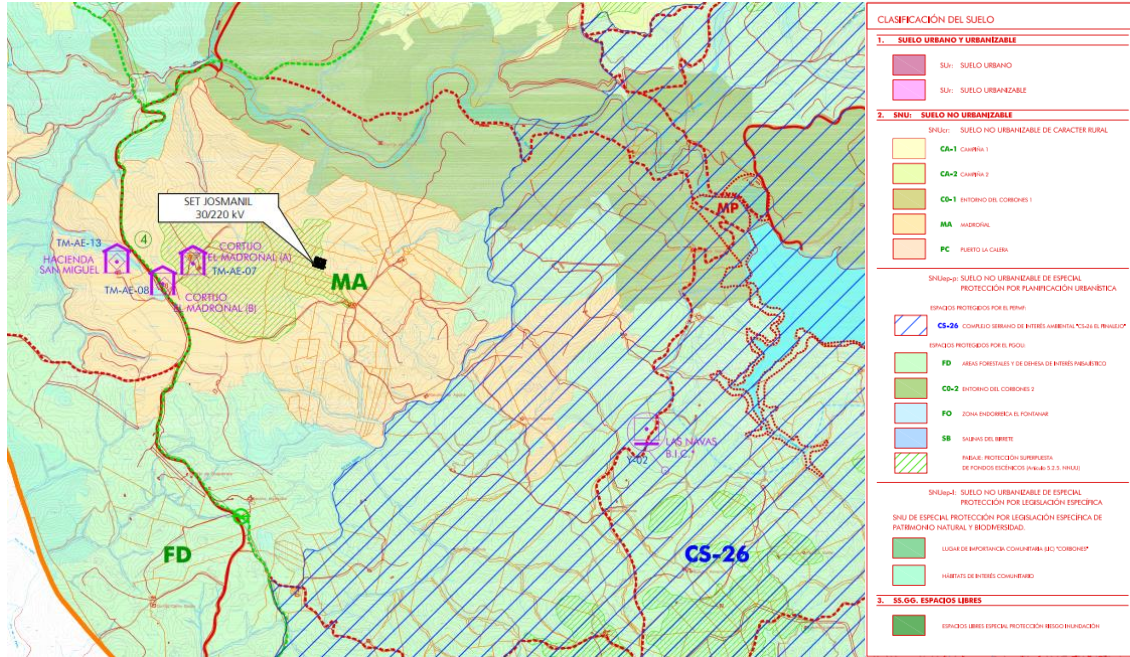 SET JOSMANIL
30/220 kV
4
TM-AE-13
HACIENDA
SAN MIGUEL
CORTIJO
EL MADROÑAL (A)
TM-AE-07
TM-AE-08
CORTIJO
EL MADROÑAL (B)
MA
MP
LAS NAVAS
B.I.C.*
Y-02
FD
CS-26
CLASIFICACIÓN DEL SUELO
1. SUELO URBANO Y URBANIZABLE
SUr: SUELO URBANO
SUr: SUELO URBANIZABLE
2. SNU: SUELO NO URBANIZABLE
SNUcr: SUELO NO URBANIZABLE DE CARACTER RURAL
CA-1 CAMPIÑA 1
CA-2 CAMPIÑA 2
CO-1 ENTORNO DEL CORBONES 1
MA MADROÑAL
PC PUERTO LA CALERA
SNUep-p: SUELO NO URBANIZABLE DE ESPECIAL
PROTECCIÓN POR PLANIFICACIÓN URBANÍSTICA
ESPACIOS PROTEGIDOS POR EL PEPMF:
CS-26 COMPLEJO SERRANO DE INTERÉS AMBIENTAL "CS-26 EL PINALEJO"
ESPACIOS PROTEGIDOS POR EL PGOU:
FD AREAS FORESTALES Y DE DEHESA DE INTERÉS PAISAJÍSTICO
CO-2 ENTORNO DEL CORBONES 2
FO ZONA ENDORREICA EL FONTANAR
SB SALINAS DEL BIRRETE
PAISAJE: PROTECCIÓN SUPERPUESTA
DE FONDOS ESCÉNICOS (Artículo 5.2.5. NNUU)
SNUep-l: SUELO NO URBANIZABLE DE ESPECIAL
PROTECCIÓN POR LEGISLACIÓN ESPECÍFICA
SNU DE ESPECIAL PROTECCIÓN POR LEGISLACIÓN ESPECÍFICA DE
PATRIMONIO NATURAL Y BIODIVERSIDAD.
LUGAR DE IMPORTANCIA COMUNITARIA (LIC) "CORBONES"
HÁBITATS DE INTERÉS COMUNITARIO
3. SS.GG. ESPACIOS LIBRES
ESPACIOS LIBRES ESPECIAL PROTECCIÓN RIESGO INUNDACIÓN